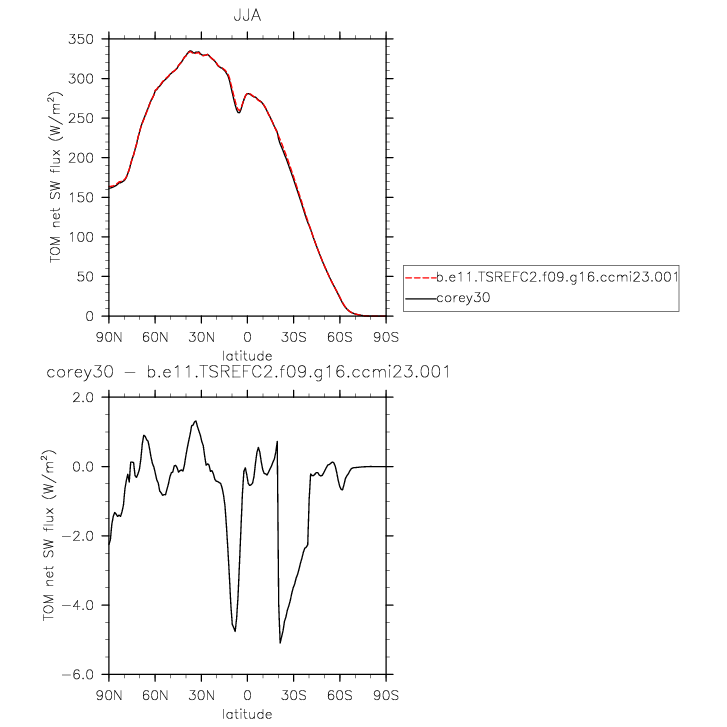 JJA
350
300
250
200
150
100
50
0
TOM net SW flux (W/m²)
90N 60N 30N 0 30S 60S 90S
latitude
b.e11.TSREFC2.f09.g16.ccmi23.001
corey30
corey30 − b.e11.TSREFC2.f09.g16.ccmi23.001
2.0
0.0
−2.0
−4.0
−6.0
TOM net SW flux (W/m²)
90N 60N 30N 0 30S 60S 90S
latitude